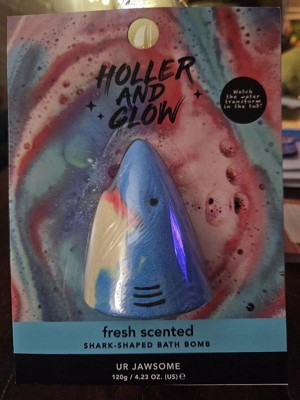 HOLLER
AND
GLOW
Watch
the water
transform
in the tub!
fresh scented
SHARK-SHAPED BATH BOMB
UR JAWSOME
120g / 4.23 OZ. (US) e